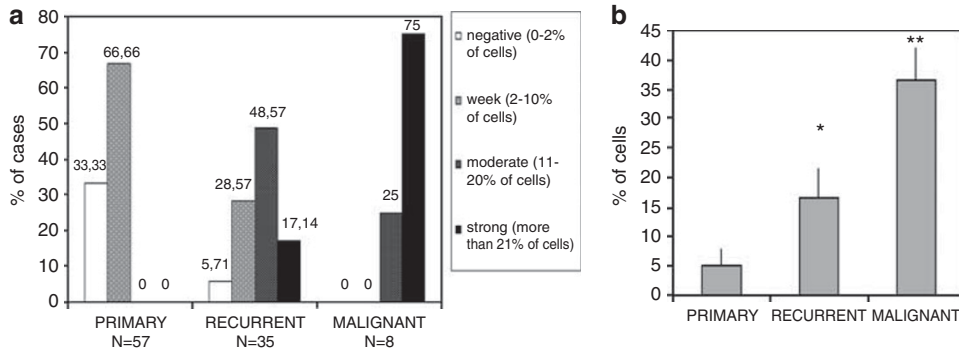 a
% of cases
80
70
60
50
40
30
20
10
0
33,33
66,66
0 0
5,71
28,57
48,57
17,14
0 0
25
75
PRIMARY
N=57
RECURRENT
N=35
MALIGNANT
N=8
negative (0-2%
of cells)
week (2-10%
of cells)
moderate (11-
20% of cells)
strong (more
than 21% of cells)
b
% of cells
45
40
35
30
25
20
15
10
5
0
*
**
PRIMARY RECURRENT MALIGNANT